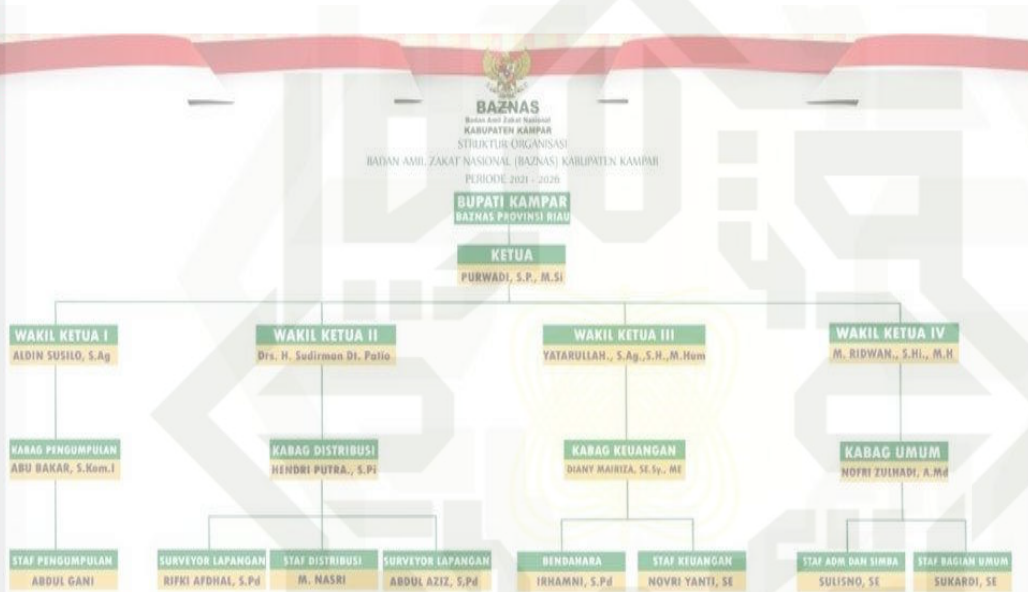 BAZNAS
Badan Amil Zakat Nasional
KABUPATEN KAMPAR
STRUKTUR ORGANISASI
BADAN AMIL ZAKAT NASIONAL (BAZNAS) KABUPATEN KAMPAR
PERIODE 2021 - 2026
BUPATI KAMPAR
BAZNAS PROVINSI RIAU
KETUA
PURWADI, S.P., M.Si
WAKIL KETUA I
ALDIN SUSILO, S.Ag
WAKIL KETUA II
Drs. H. Sudirman Dt. Patio
WAKIL KETUA III
YATARULLAH., S.Ag.,S.H.,M.Hum
WAKIL KETUA IV
M. RIDWAN., S.Hi., M.H
KABAG PENGUMPULAN
ABU BAKAR, S.Kom.I
KABAG DISTRIBUSI
HENDRI PUTRA., S.Pi
KABAG KEUANGAN
DIANY MAIRIZA, SE.Sy., ME
KABAG UMUM
NOFRI ZULHADI, A.Md
STAF PENGUMPULAN
ABDUL GANI
SURVEYOR LAPANGAN
RIFKI AFDHAL, S.Pd
STAF DISTRIBUSI
M. NASRI
SURVEYOR LAPANGAN
ABDUL AZIZ, S.Pd
BENDAHARA
IRHAMNI, S.Pd
STAF KEUANGAN
NOVRI YANTI, SE
STAF ADM DAN SIMBA
SULISNO, SE
STAF BAGIAN UMUM
SUKARDI, SE